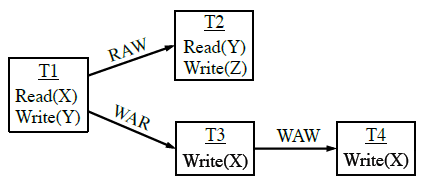 T1
Read(X)
Write(Y)
RAW
T2
Read(Y)
Write(Z)
WAR
T3
Write(X)
WAW
T4
Write(X)